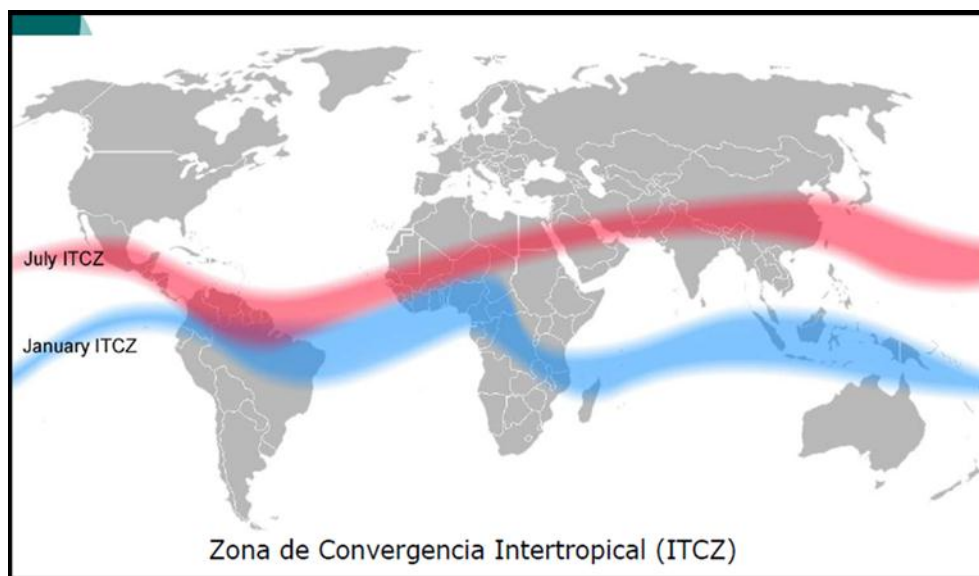 July ITCZ
January ITCZ
Zona de Convergencia Intertropical (ITCZ)